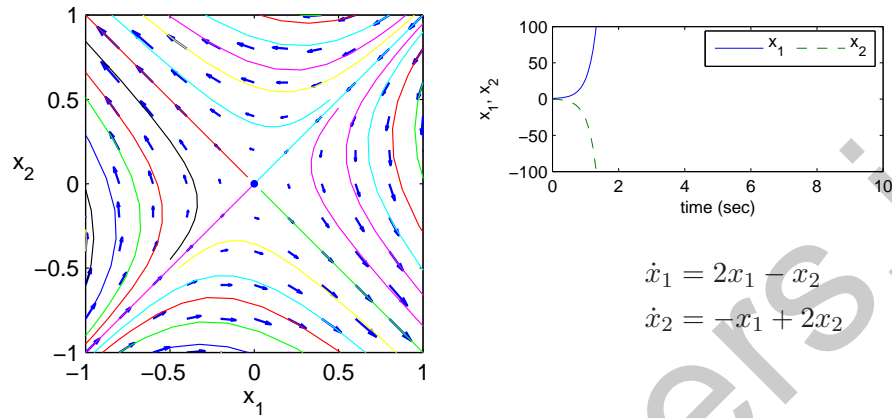 1
0.5
0
−0.5
−1
x2
−1 −0.5 0 0.5 1
x1
100
50
0
−50
−100
x1, x2
x1 x2
0 2 4 6 8 10
time (sec)
ẋ1 = 2x1 − x2
ẋ2 = −x1 + 2x2